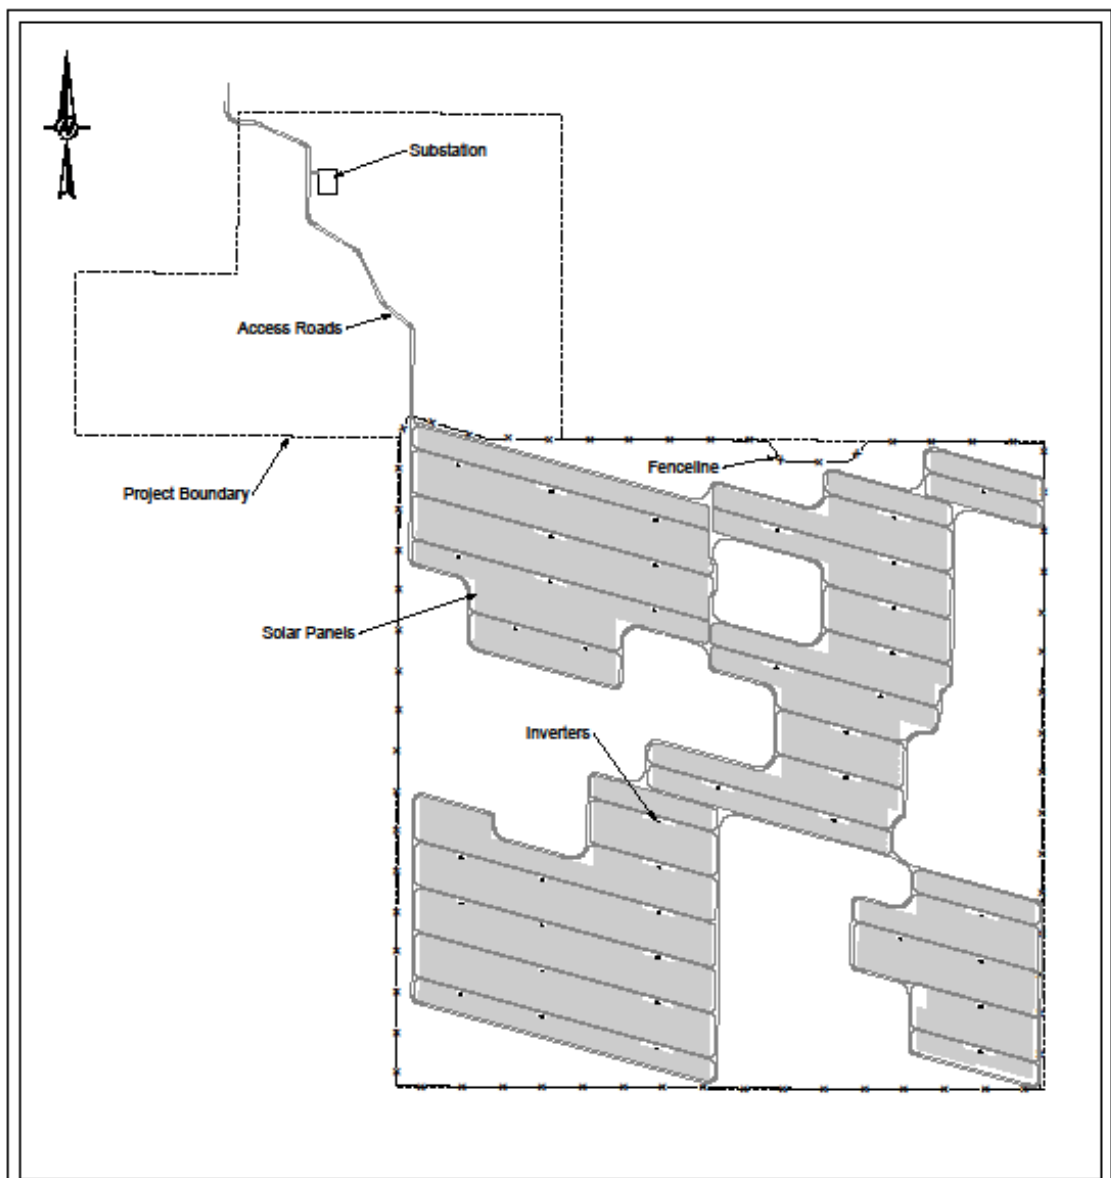 Substation
Access Roads
Fenceline
Project Boundary
Solar Panels
Inverters